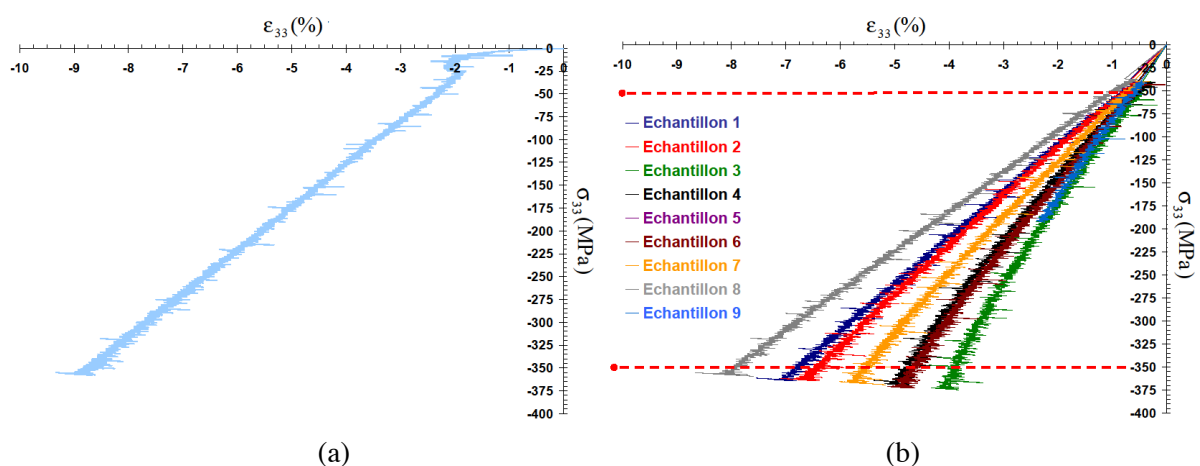 ε33(%)
-10 -9 -8 -7 -6 -5 -4 -3 -2 -1 0
0
-25
-50
-75
-100
-125
-150
-175
-200
-225
-250
-275
-300
-325
-350
-375
-400
σ33(MPa)
(a)
ε33(%)
-10 -9 -8 -7 -6 -5 -4 -3 -2 -1 0
0
-25
-50
-75
-100
-125
-150
-175
-200
-225
-250
-275
-300
-325
-350
-375
-400
σ33(MPa)
Echantillon 1
Echantillon 2
Echantillon 3
Echantillon 4
Echantillon 5
Echantillon 6
Echantillon 7
Echantillon 8
Echantillon 9
(b)